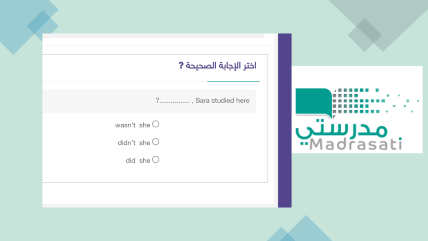 اختر الإجابة الصحيحة ?
?............... , Sara studied here
wasn't she
didn't she
did she
مدرستي
Madrasati